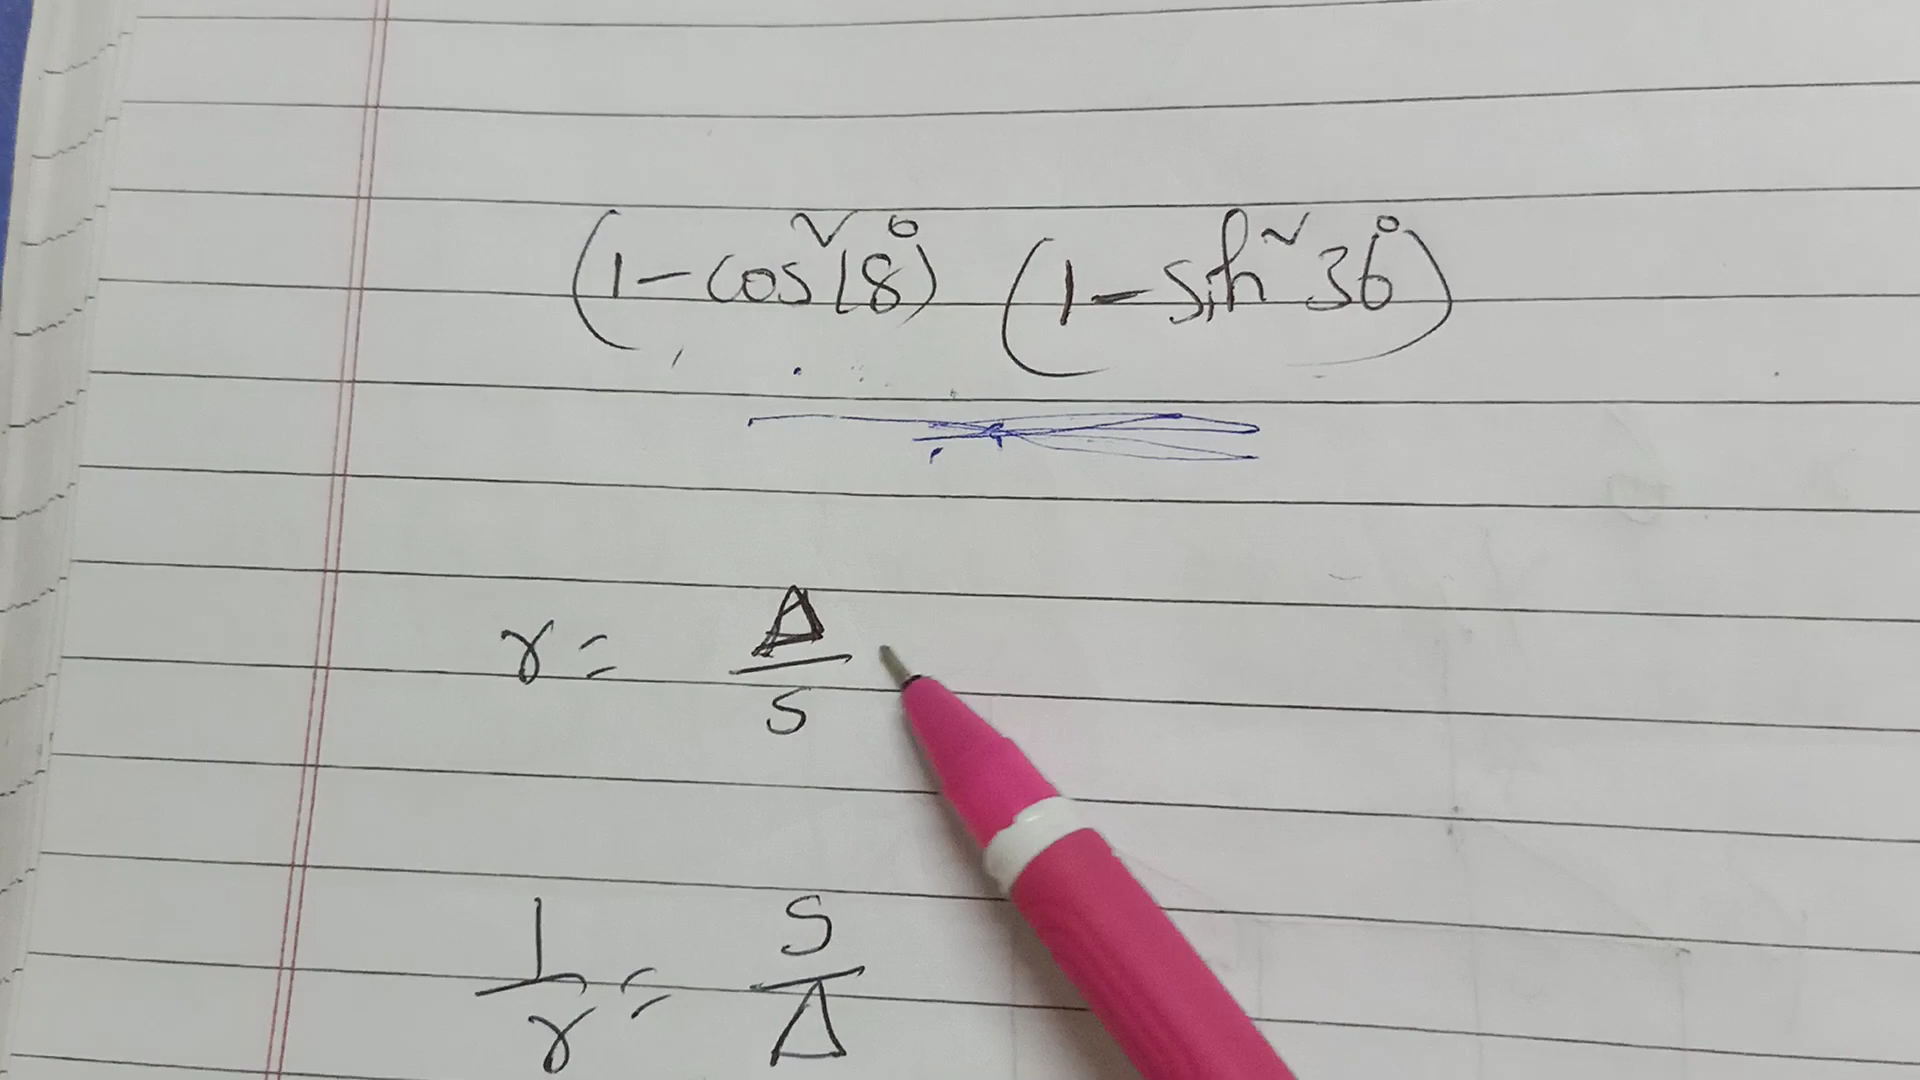 (1-cos²18°) (1-sin²36°)
r = Δ/s
1/r = s/Δ